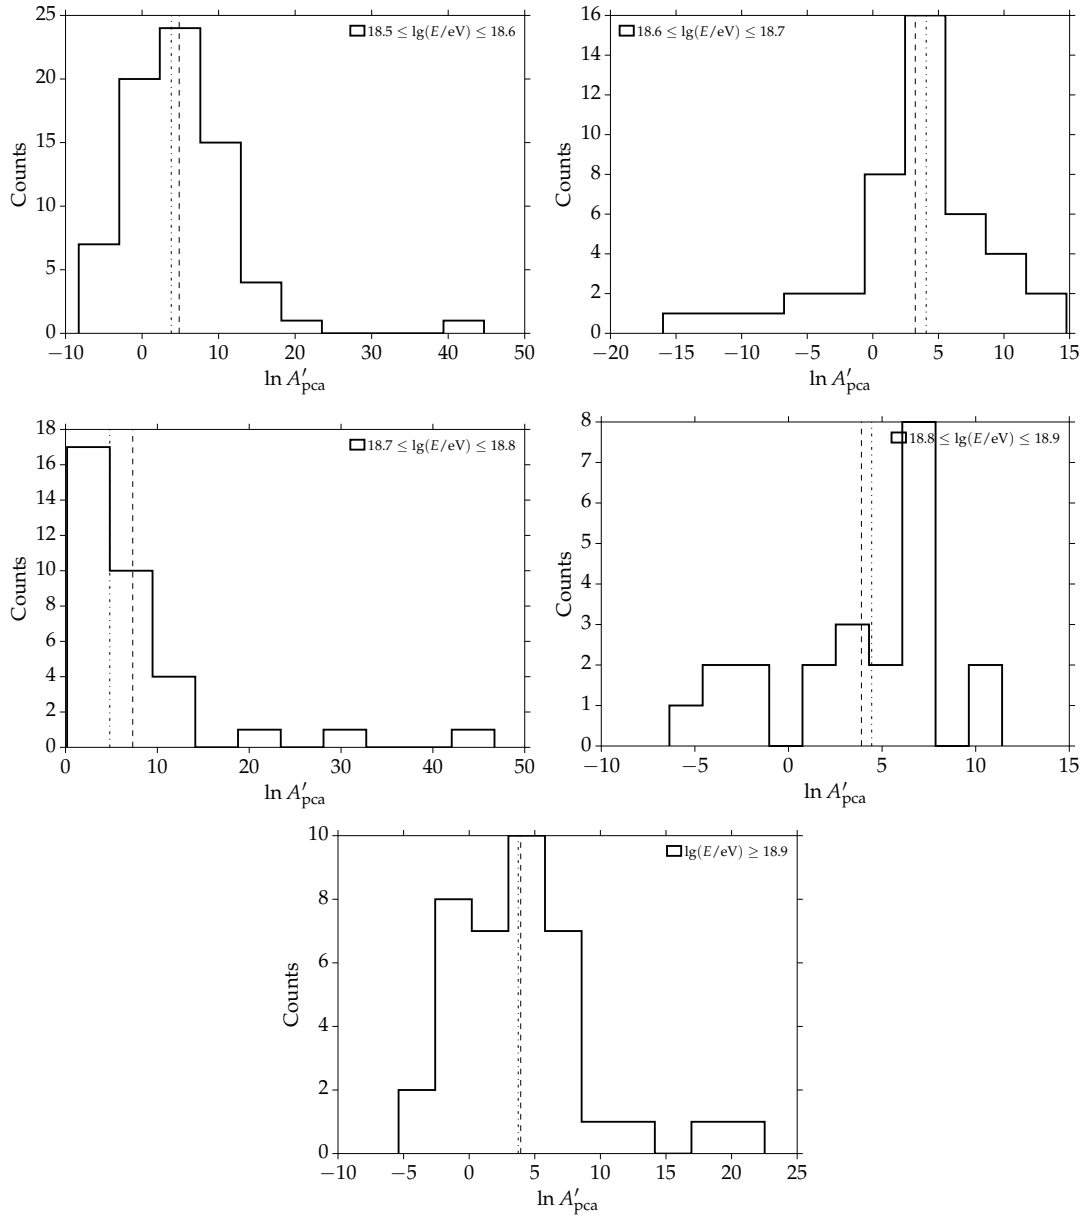 25
20
15
10
5
0
Counts
18.5 ≤ lg(E/eV) ≤ 18.6
−10 0 10 20 30 40 50
ln A′pca
16
14
12
10
8
6
4
2
0
Counts
18.6 ≤ lg(E/eV) ≤ 18.7
−20 −15 −10 −5 0 5 10 15
ln A′pca
18
16
14
12
10
8
6
4
2
0
Counts
18.7 ≤ lg(E/eV) ≤ 18.8
0 10 20 30 40 50
ln A′pca
8
7
6
5
4
3
2
1
0
Counts
18.8 ≤ lg(E/eV) ≤ 18.9
−10 −5 0 5 10 15
ln A′pca
10
8
6
4
2
0
Counts
lg(E/eV) ≥ 18.9
−10 −5 0 5 10 15 20 25
ln A′pca